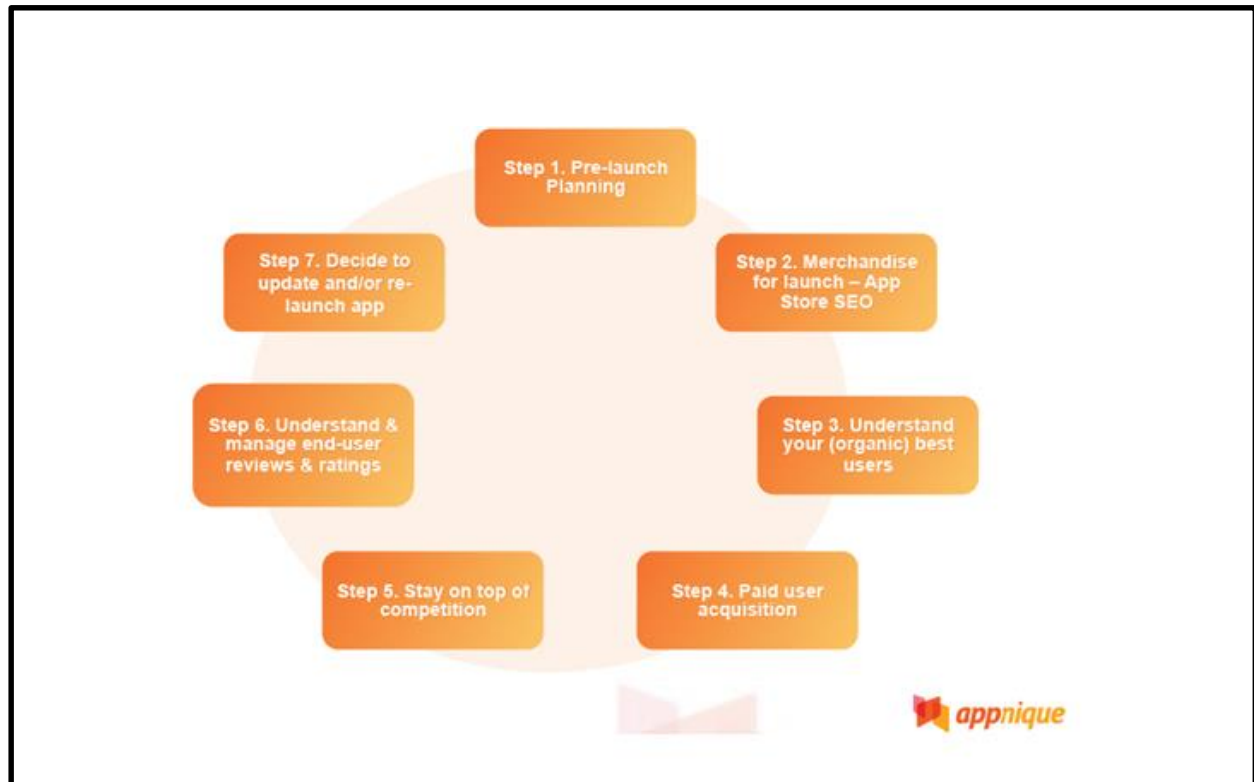 Step 1. Pre-launch
Planning
Step 2. Merchandise
for launch – App
Store SEO
Step 3. Understand
your (organic) best
users
Step 4. Paid user
acquisition
Step 5. Stay on top of
competition
Step 6. Understand &
manage end-user
reviews & ratings
Step 7. Decide to
update and/or re-
launch app
appnique